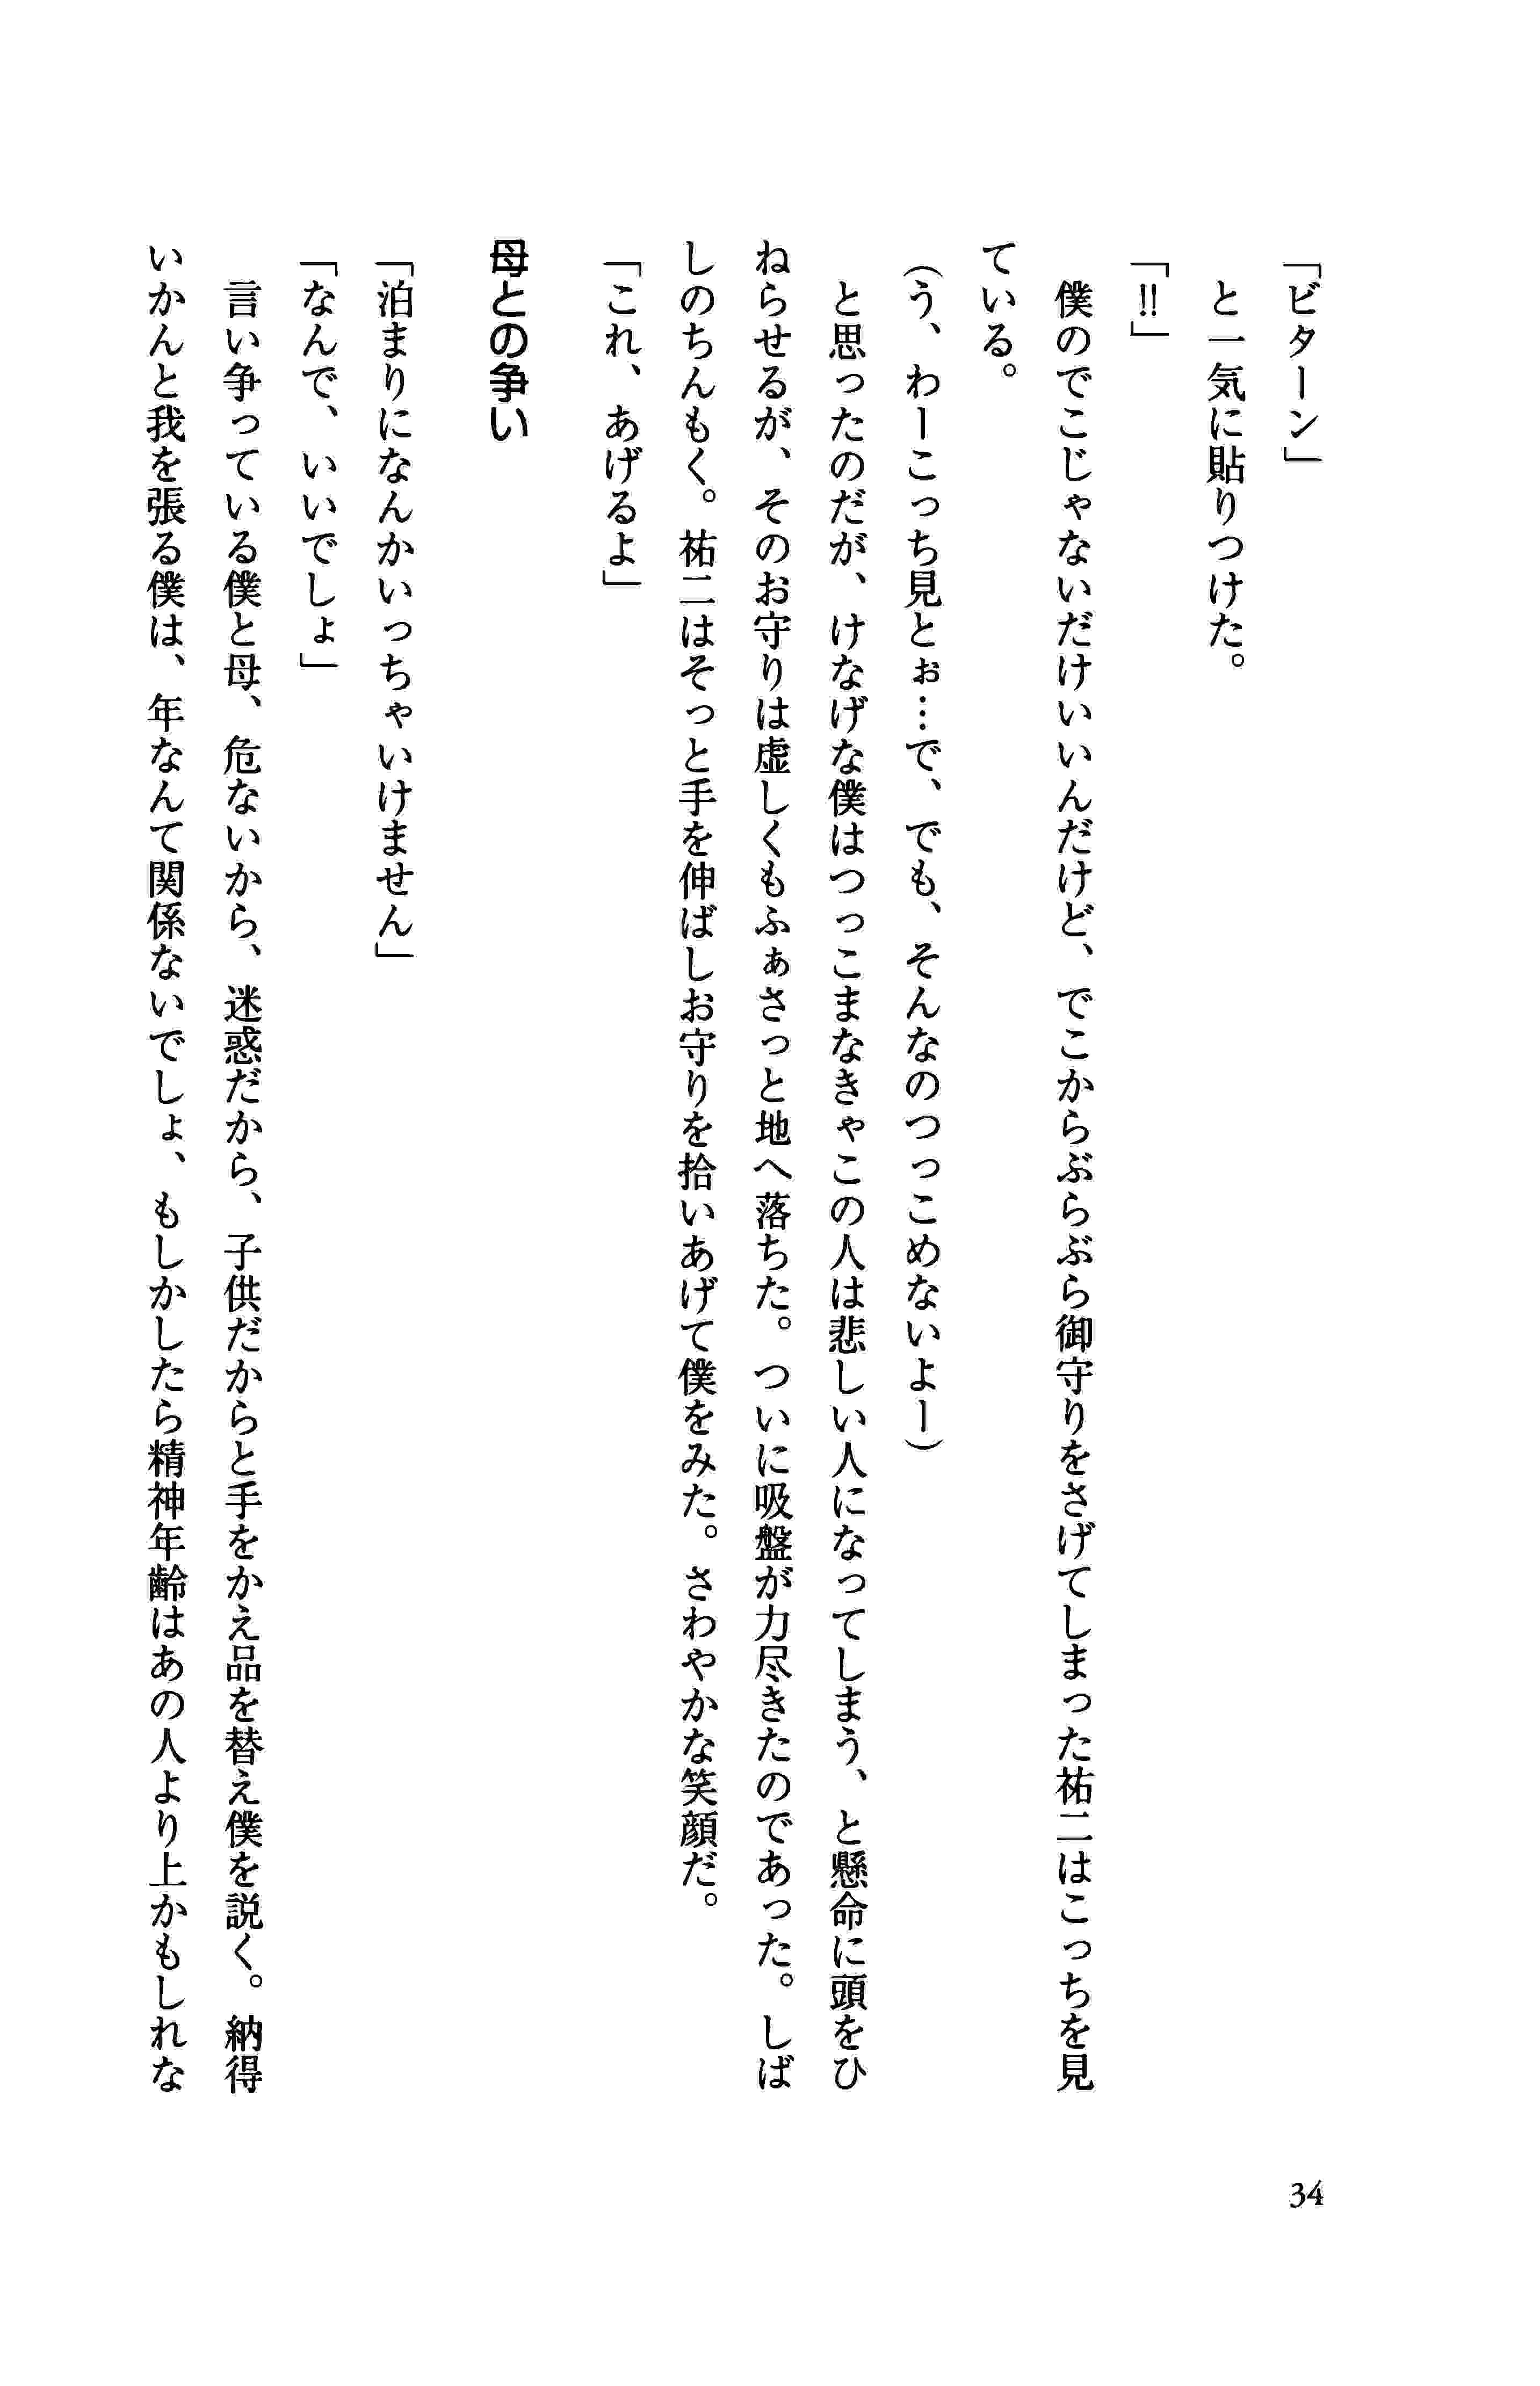 「ビターン」
と一気に貼りつけた。
「!!」
僕のでこじゃないだけいいんだけど、でこからぶらぶら御守りをさげてしまった祐二はこっちを見
ている。
（う、わーこっち見とぉ…で、でも、そんなのつっこめないよー）
と思ったのだが、けなげな僕はつっこまなきゃこの人は悲しい人になってしまう、と懸命に頭をひ
ねらせるが、そのお守りは虚しくもふぁさっと地へ落ちた。ついに吸盤が力尽きたのであった。しば
しのちんもく。祐二はそっと手を伸ばしお守りを拾いあげて僕をみた。さわやかな笑顔だ。
「これ、あげるよ」
母との争い
「泊まりになんかいっちゃいけません」
「なんで、いいでしょ」
言い争っている僕と母、危ないから、迷惑だから、子供だからと手をかえ品を替え僕を説く。納得
いかんと我を張る僕は、年なんて関係ないでしょ、もしかしたら精神年齢はあの人より上かもしれな
34